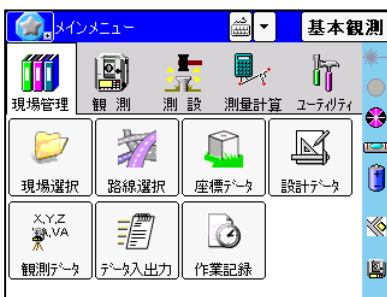 メインメニュー
基本観測
現場管理 観 測 測 設 測量計算 ユーティリティ
現場選択 路線選択 座標データ 設計データ
X,Y,Z
HA,VA
観測データ データ入出力 作業記録